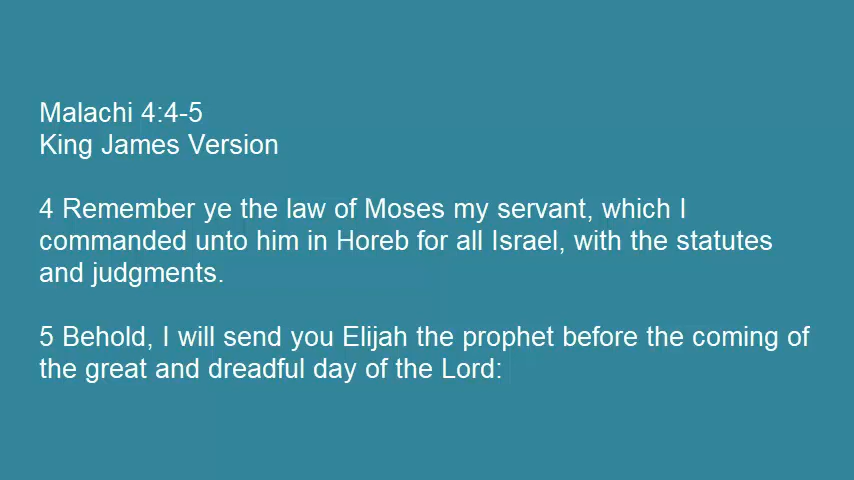 Malachi 4:4-5
King James Version
4 Remember ye the law of Moses my servant, which I
commanded unto him in Horeb for all Israel, with the statutes
and judgments.
5 Behold, I will send you Elijah the prophet before the coming of
the great and dreadful day of the Lord: